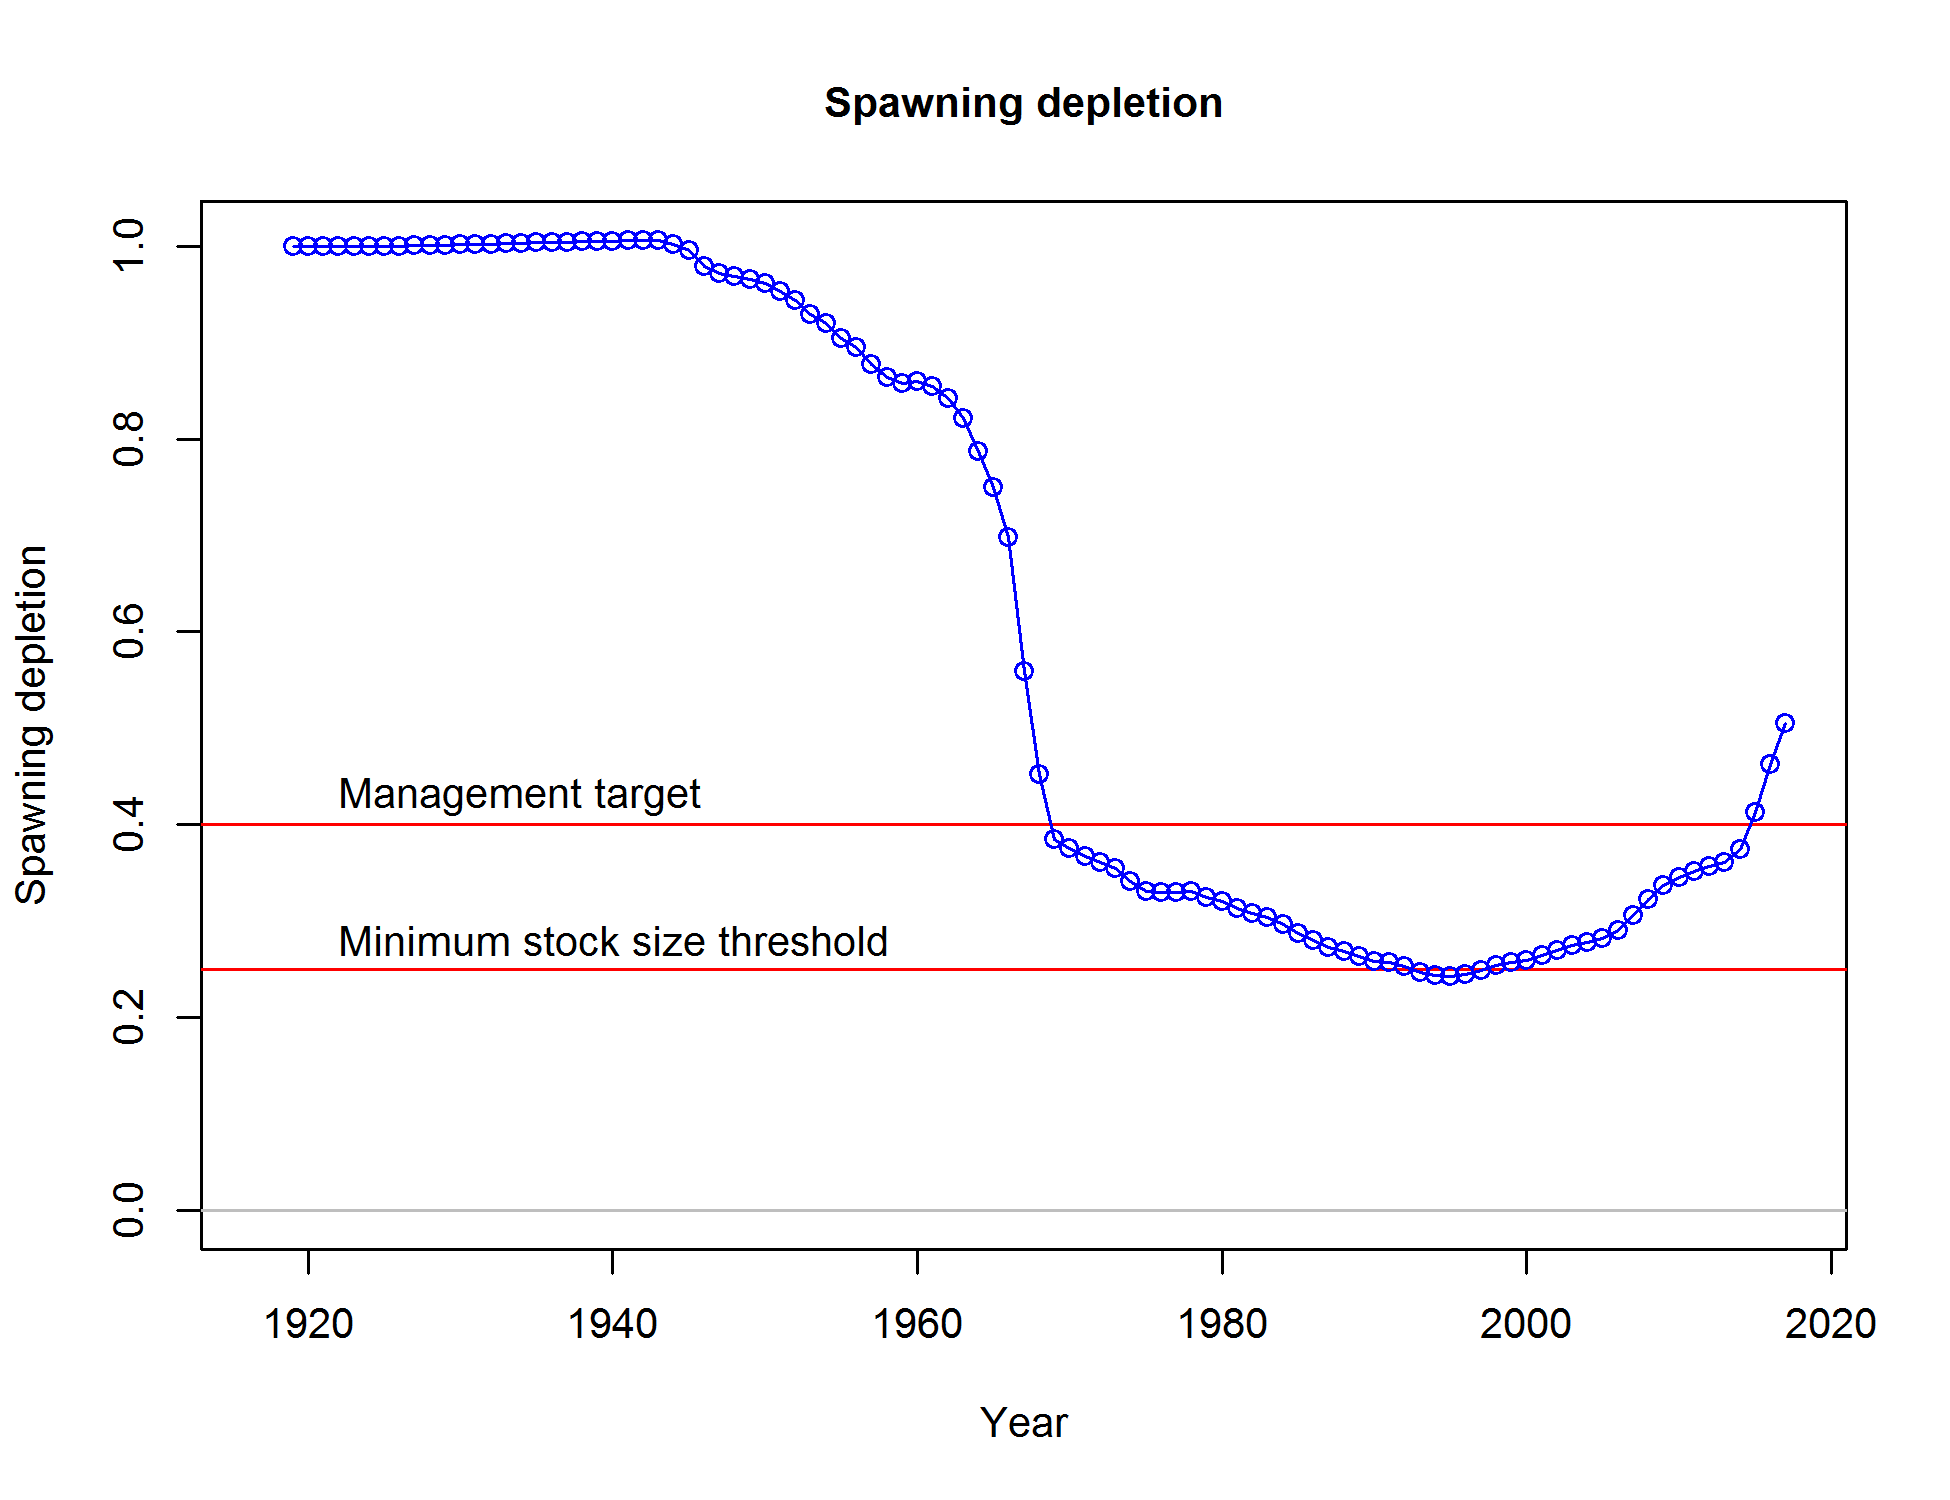 Spawning depletion
Spawning depletion
1.0
0.8
0.6
0.4
0.2
0.0
Management target
Minimum stock size threshold
1920 1940 1960 1980 2000 2020
Year